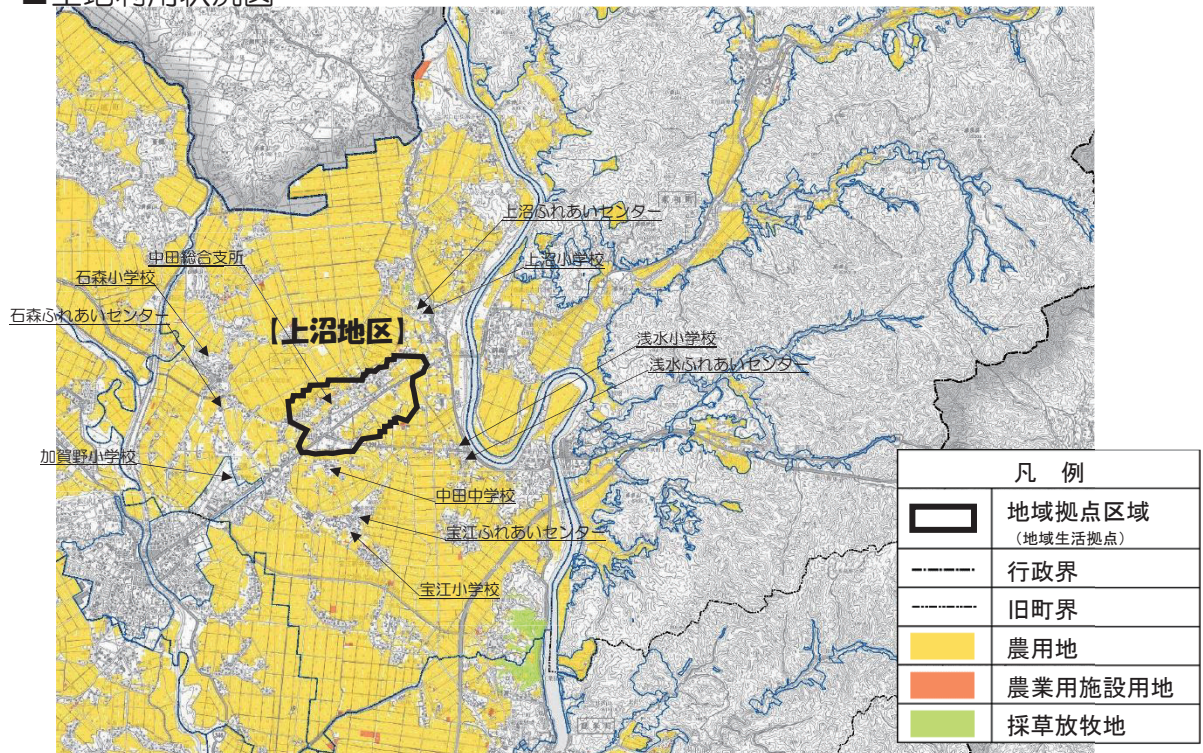 ■土地利用状況図
上沼ふれあいセンター
中田総合支所
上沼小学校
石森小学校
石森ふれあいセンター
【上沼地区】
浅水小学校
浅水ふれあいセンター
加賀野小学校
中田中学校
宝江ふれあいセンター
宝江小学校
凡 例
地域拠点区域
(地域生活拠点)
行政界
旧町界
農用地
農業用施設用地
採草放牧地